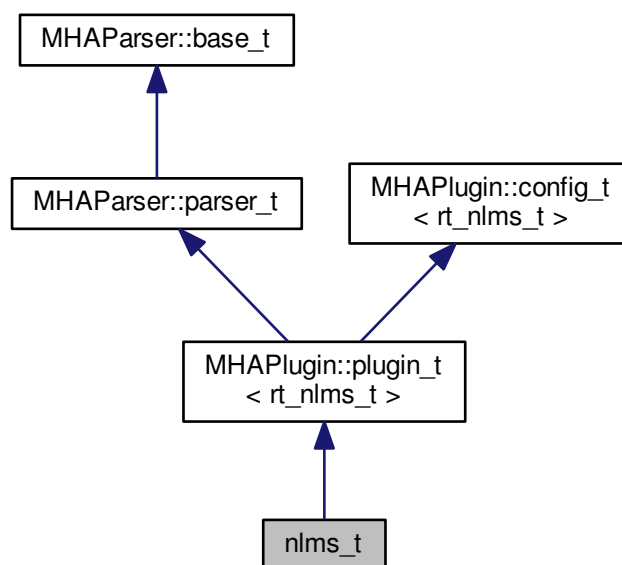 MHAParser::base_t
MHAParser::parser_t
MHAPlugin::config_t
< rt_nlms_t >
MHAPlugin::plugin_t
< rt_nlms_t >
nlms_t